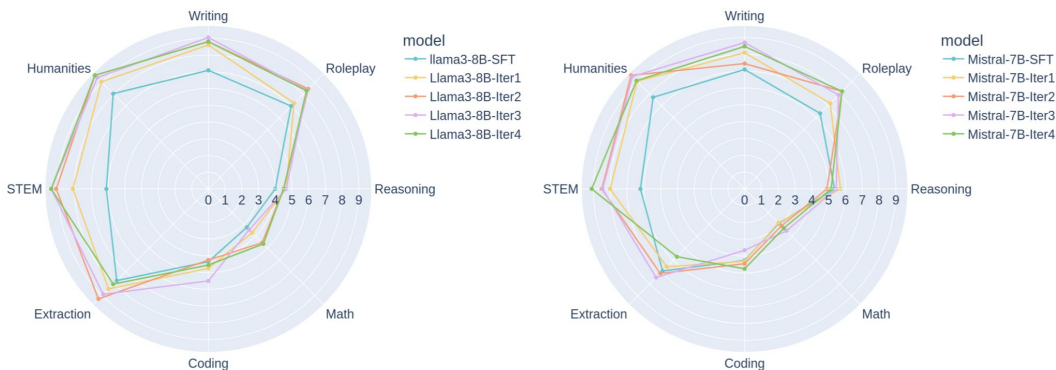 Writing
Roleplay
Reasoning
Math
Coding
Extraction
STEM
Humanities
0 1 2 3 4 5 6 7 8 9
model
llama3-8B-SFT
Llama3-8B-Iter1
Llama3-8B-Iter2
Llama3-8B-Iter3
Llama3-8B-Iter4
Writing
Roleplay
Reasoning
Math
Coding
Extraction
STEM
Humanities
0 1 2 3 4 5 6 7 8 9
model
Mistral-7B-SFT
Mistral-7B-Iter1
Mistral-7B-Iter2
Mistral-7B-Iter3
Mistral-7B-Iter4